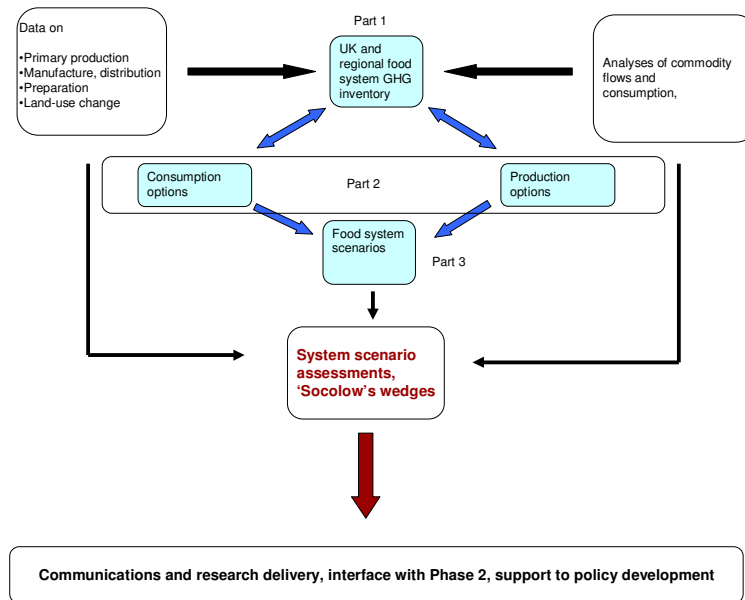 Part 1
Data on
•Primary production
•Manufacture, distribution
•Preparation
•Land-use change
UK and
regional food
system GHG
inventory
Analyses of commodity
flows and
consumption,
Consumption
options
Part 2
Production
options
Food system
scenarios
Part 3
System scenario
assessments,
‘Socolow’s wedges
Communications and research delivery, interface with Phase 2, support to policy development